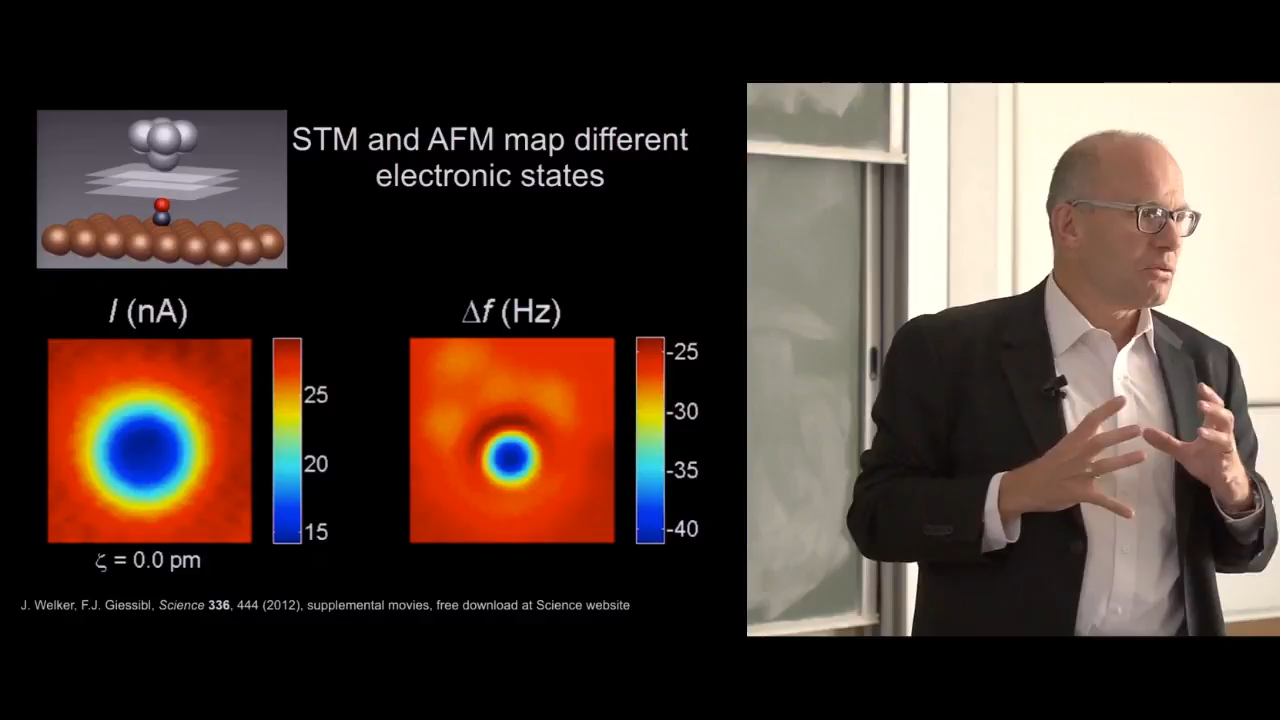 STM and AFM map different
electronic states
I (nA)
Δf (Hz)
25
20
15
-25
-30
-35
-40
ζ = 0.0 pm
J. Welker, F.J. Giessibl, Science 336, 444 (2012), supplemental movies, free download at Science website